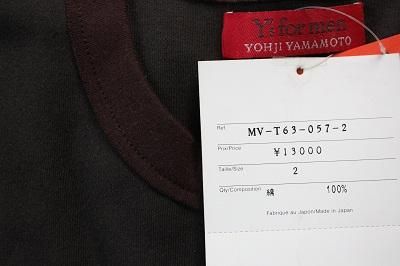 Y's for men
YOHJI YAMAMOTO
Ref. MV-T63-057-2
Prix/Price ¥13000
Taille/Size 2
Qty/Composition 綿 100%
Fabriqué au Japon/Made in Japan